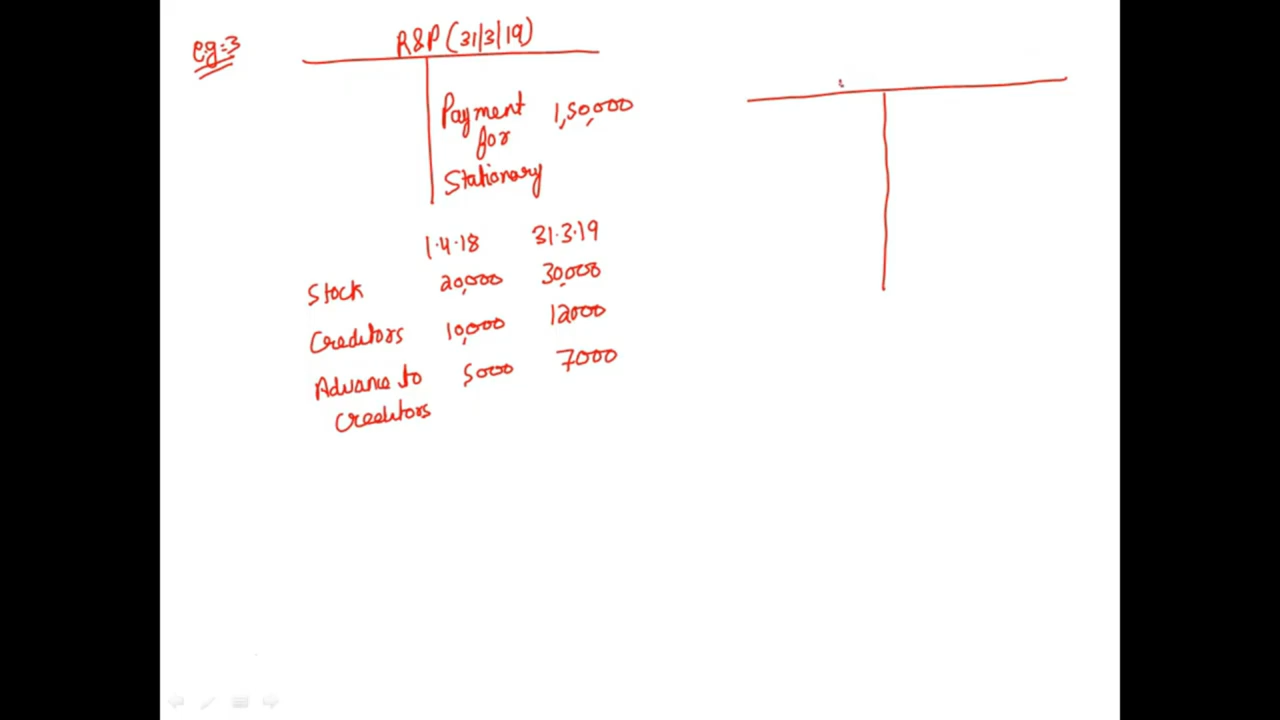 e.g:3
R&P (31/3/19)
Payment 1,50,000
for
Stationary
1.4.18 31.3.19
Stock 20,000 30,000
Creditors 10,000 12000
Advance to 5000 7000
Creditors